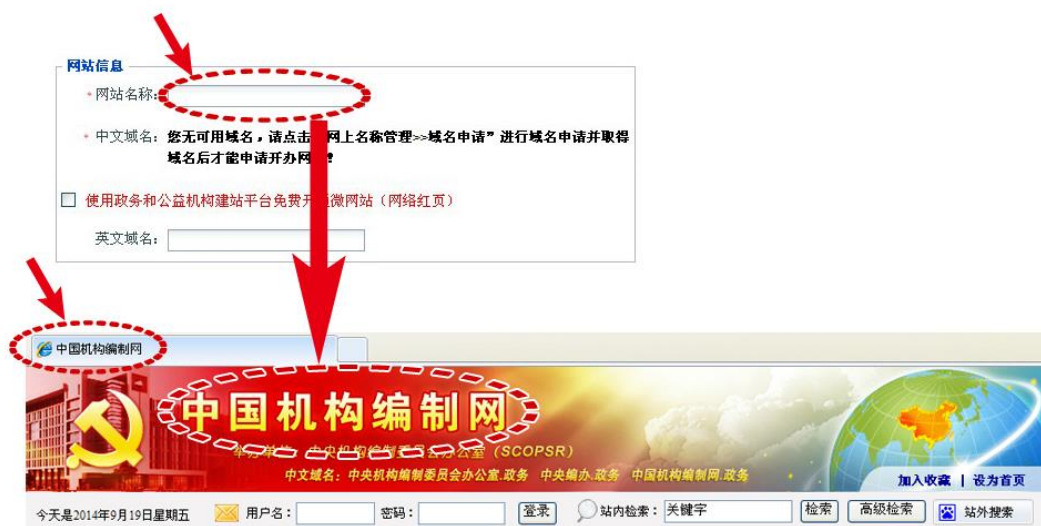 网站信息
* 网站名称:
* 中文域名: 您无可用域名，请点击“网上名称管理>>域名申请”进行域名申请并取得
域名后才能申请开办网
使用政务和公益机构建站平台免费开通微网站（网络红页）
英文域名:
中国机构编制网
中国机构编制网
举办单位：中央机构编制委员会办公室（SCOPSR）
中文域名：中央机构编制委员会办公室.政务 中央编办.政务 中国机构编制网.政务
加入收藏 | 设为首页
今天是2014年9月19日星期五 用户名： 密码： 登录 站内检索： 关键字 检索 高级检索 站外搜索